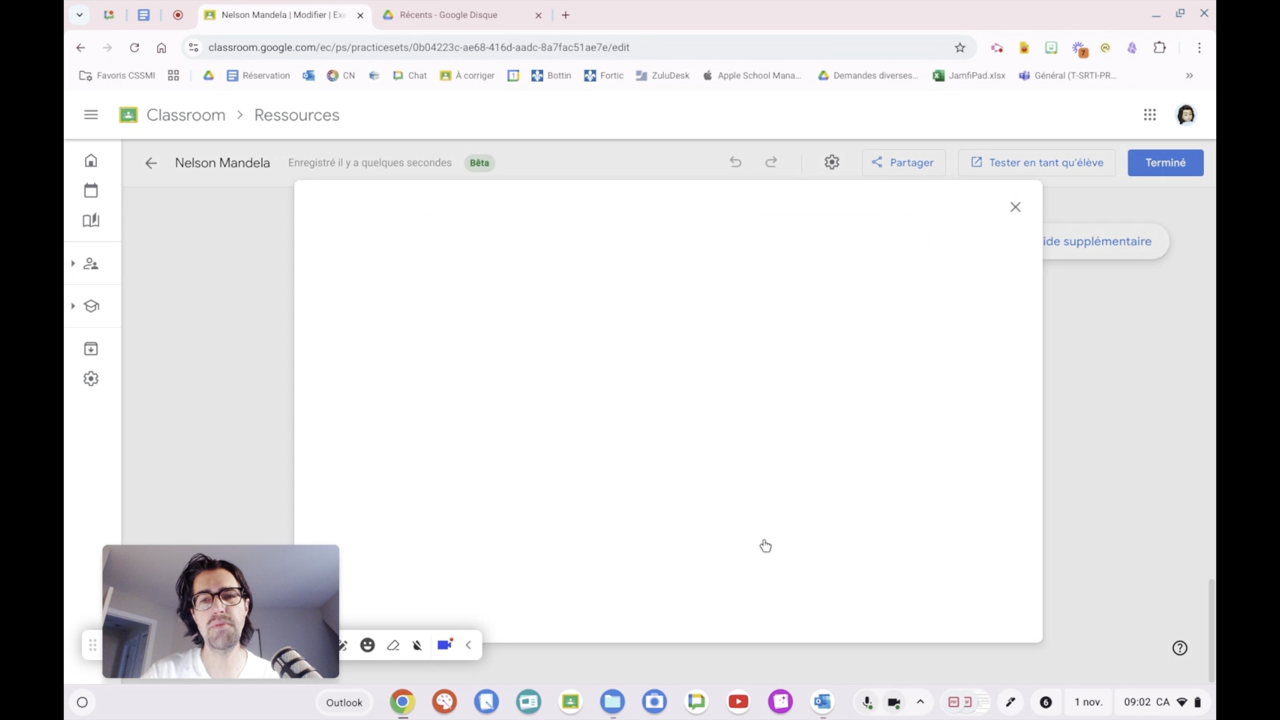 Nelson Mandela | Modifier | Exe
Récents - Google Disque
classroom.google.com/ec/ps/practicesets/0b04223c-ae68-416d-aadc-8a7fac51ae7e/edit
7
Favoris CSSMI
Réservation
CN
Chat
À corriger
1
Bottin
Fortic
ZuluDesk
Apple School Mana...
Demandes diverses...
JamfiPad.xlsx
Général (T-SRTI-PR...
»
Classroom > Ressources
Nelson Mandela
Enregistré il y a quelques secondes
Bêta
Partager
Tester en tant qu'élève
Terminé
ide supplémentaire
Outlook
6
1 nov.
09:02 CA